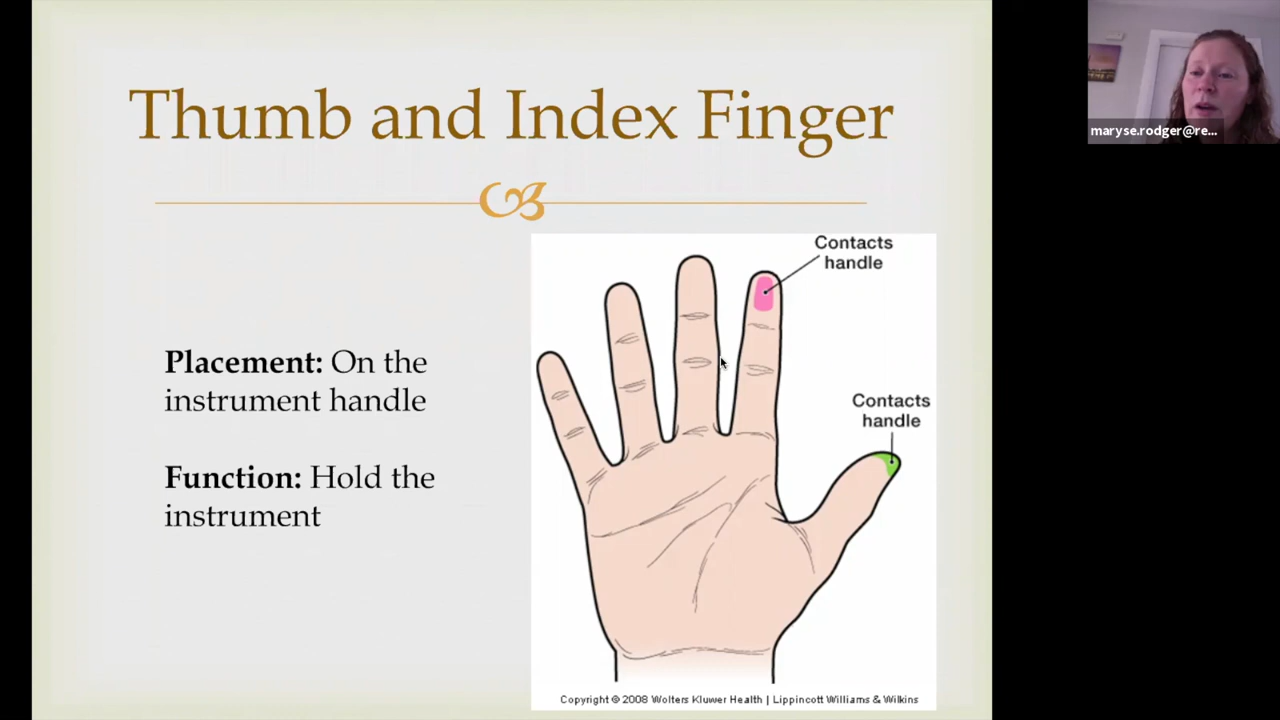 Thumb and Index Finger
Placement: On the
instrument handle
Function: Hold the
instrument
Contacts
handle
Contacts
handle
Copyright © 2008 Wolters Kluwer Health | Lippincott Williams & Wilkins
maryse.rodger@re...